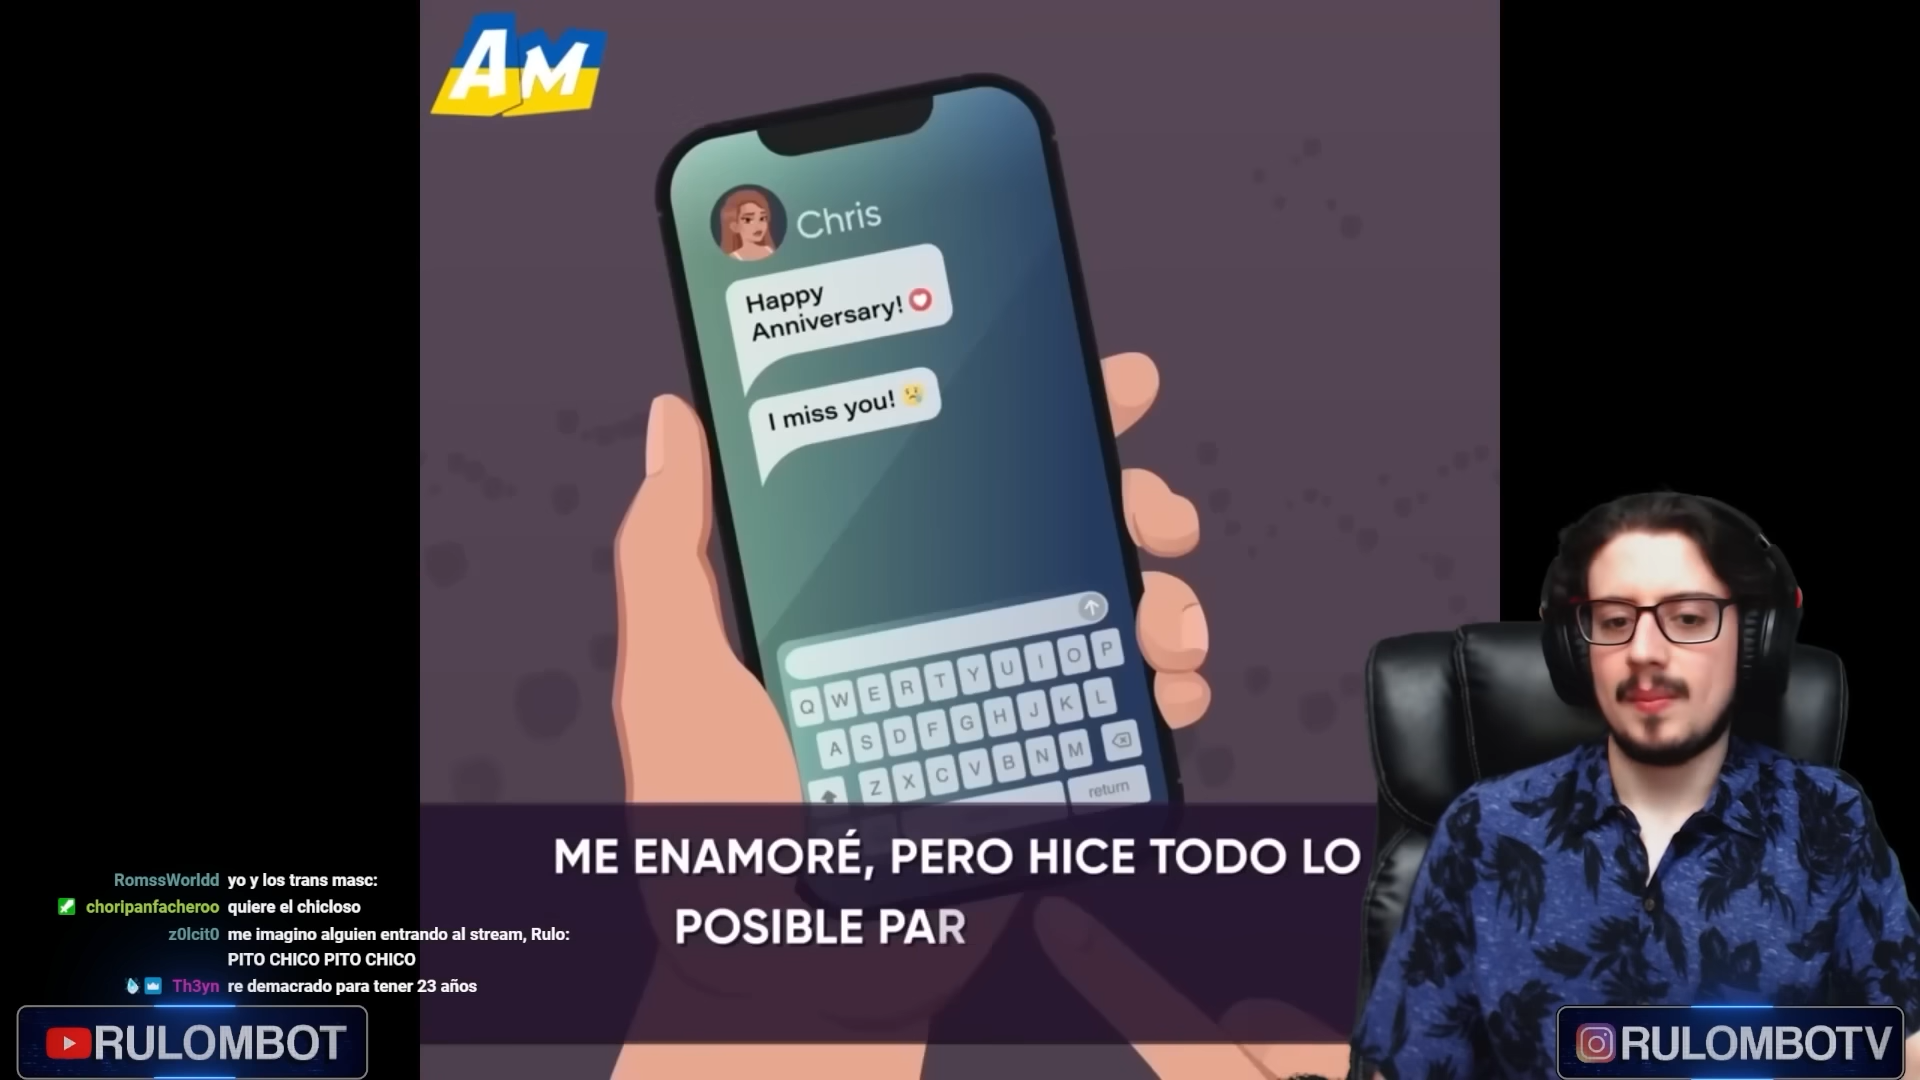 AM
Chris
Happy
Anniversary!
I miss you!
Q W E R T Y U I O P
A S D F G H J K L
Z X C V B N M
return
ME ENAMORÉ, PERO HICE TODO LO
POSIBLE PAR
RomssWorldd yo y los trans masc:
choripanfacheroo quiere el chicloso
z0lcit0 me imagino alguien entrando al stream, Rulo:
PITO CHICO PITO CHICO
Th3yn re demacrado para tener 23 años
RULOMBOT
RULOMBOTV